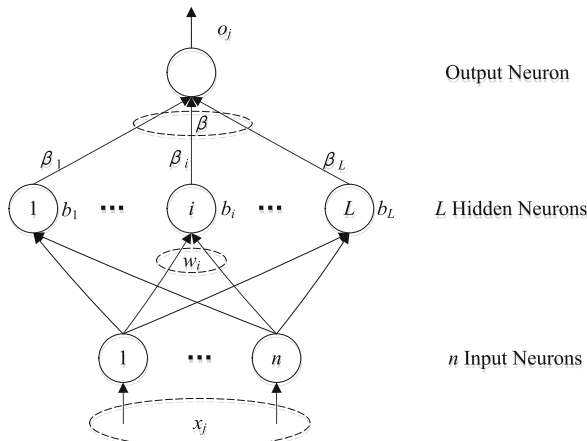 o_j
Output Neuron
β
β_1 β_i β_L
1 b_1 ... i b_i ... L b_L L Hidden Neurons
w_i
1 ... n n Input Neurons
x_j